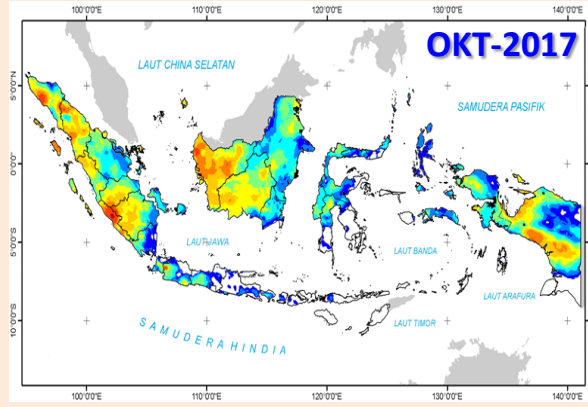 100°0'0"E 110°0'0"E 120°0'0"E 130°0'0"E 140°0'0"E
OKT-2017
LAUT CHINA SELATAN
5°0'0"N
SAMUDERA PASIFIK
0°0'0"
LAUT JAWA
5°0'0"S
LAUT BANDA
LAUT ARAFURA
10°0'0"S
SAMUDERA HINDIA
LAUT TIMOR
100°0'0"E 110°0'0"E 120°0'0"E 130°0'0"E 140°0'0"E